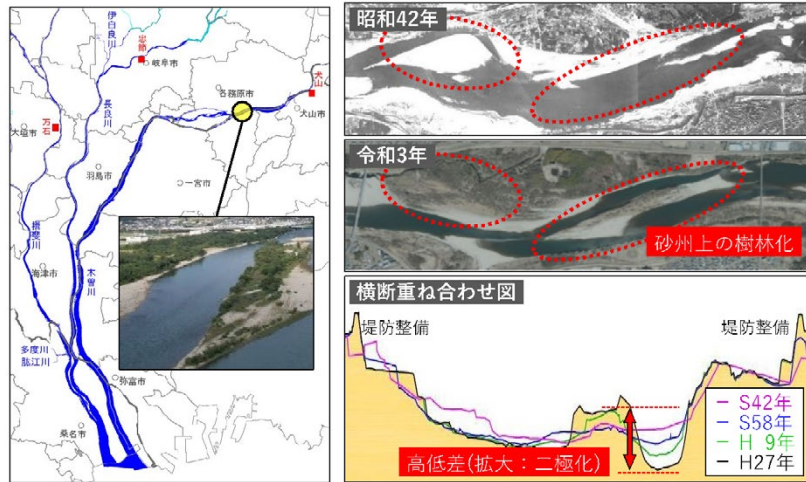 伊自良川
忠節
岐阜市
各務原市
犬山
犬山市
大垣市
万石
長良川
羽島市
一宮市
揖斐川
木曽川
海津市
多度川
肱江川
弥富市
桑名市
昭和42年
令和3年
砂州上の樹林化
横断重ね合わせ図
堤防整備
堤防整備
高低差(拡大:二極化)
S42年
S58年
H 9年
H27年